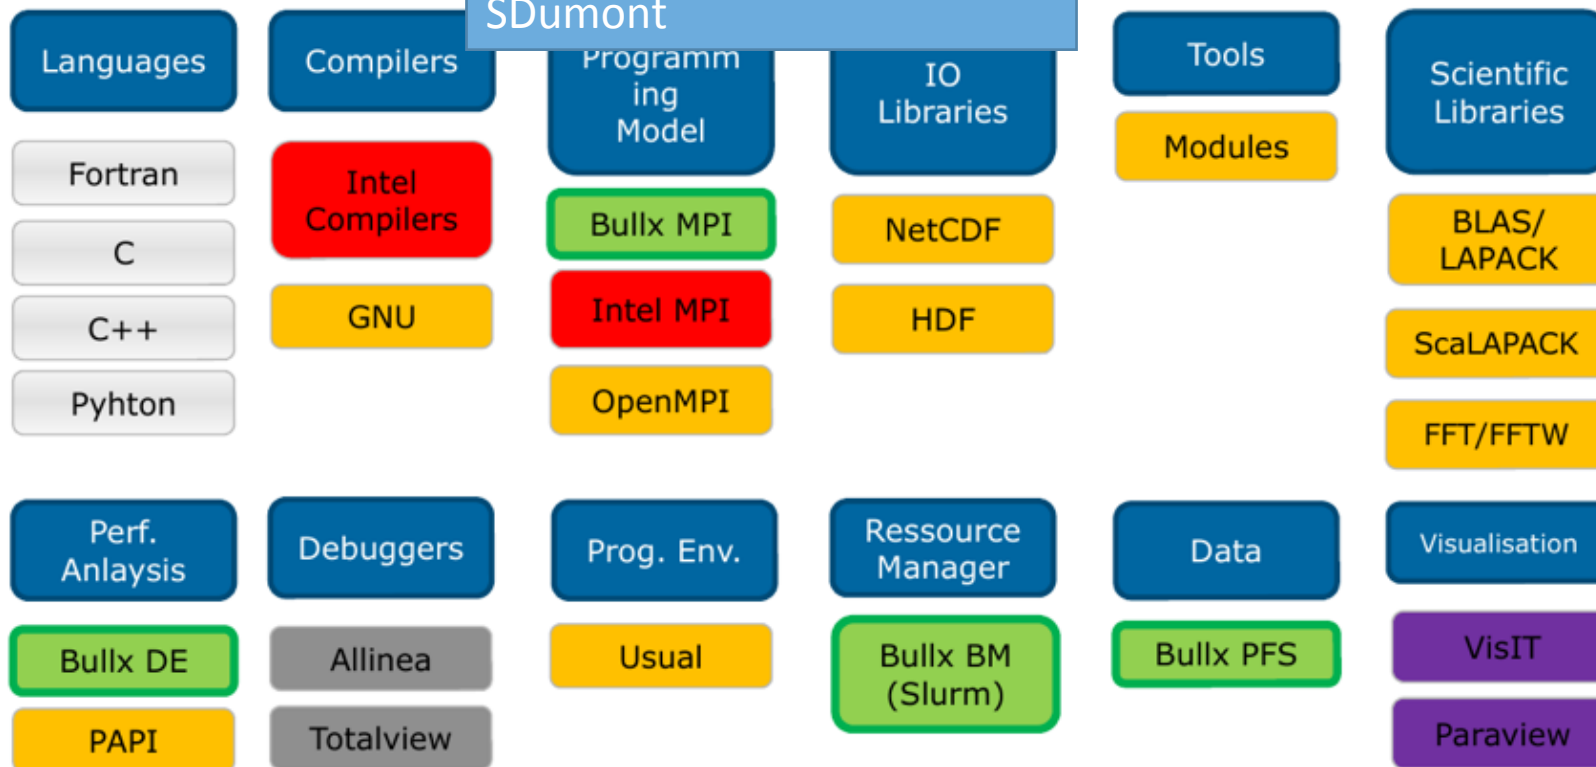 SDumont
Languages
Fortran
C
C++
Pyhton
Compilers
Intel
Compilers
GNU
Programm
ing
Model
Bullx MPI
Intel MPI
OpenMPI
IO
Libraries
NetCDF
HDF
Tools
Modules
Scientific
Libraries
BLAS/
LAPACK
ScaLAPACK
FFT/FFTW
Perf.
Anlaysis
Bullx DE
PAPI
Debuggers
Allinea
Totalview
Prog. Env.
Usual
Ressource
Manager
Bullx BM
(Slurm)
Data
Bullx PFS
Visualisation
VisIT
Paraview